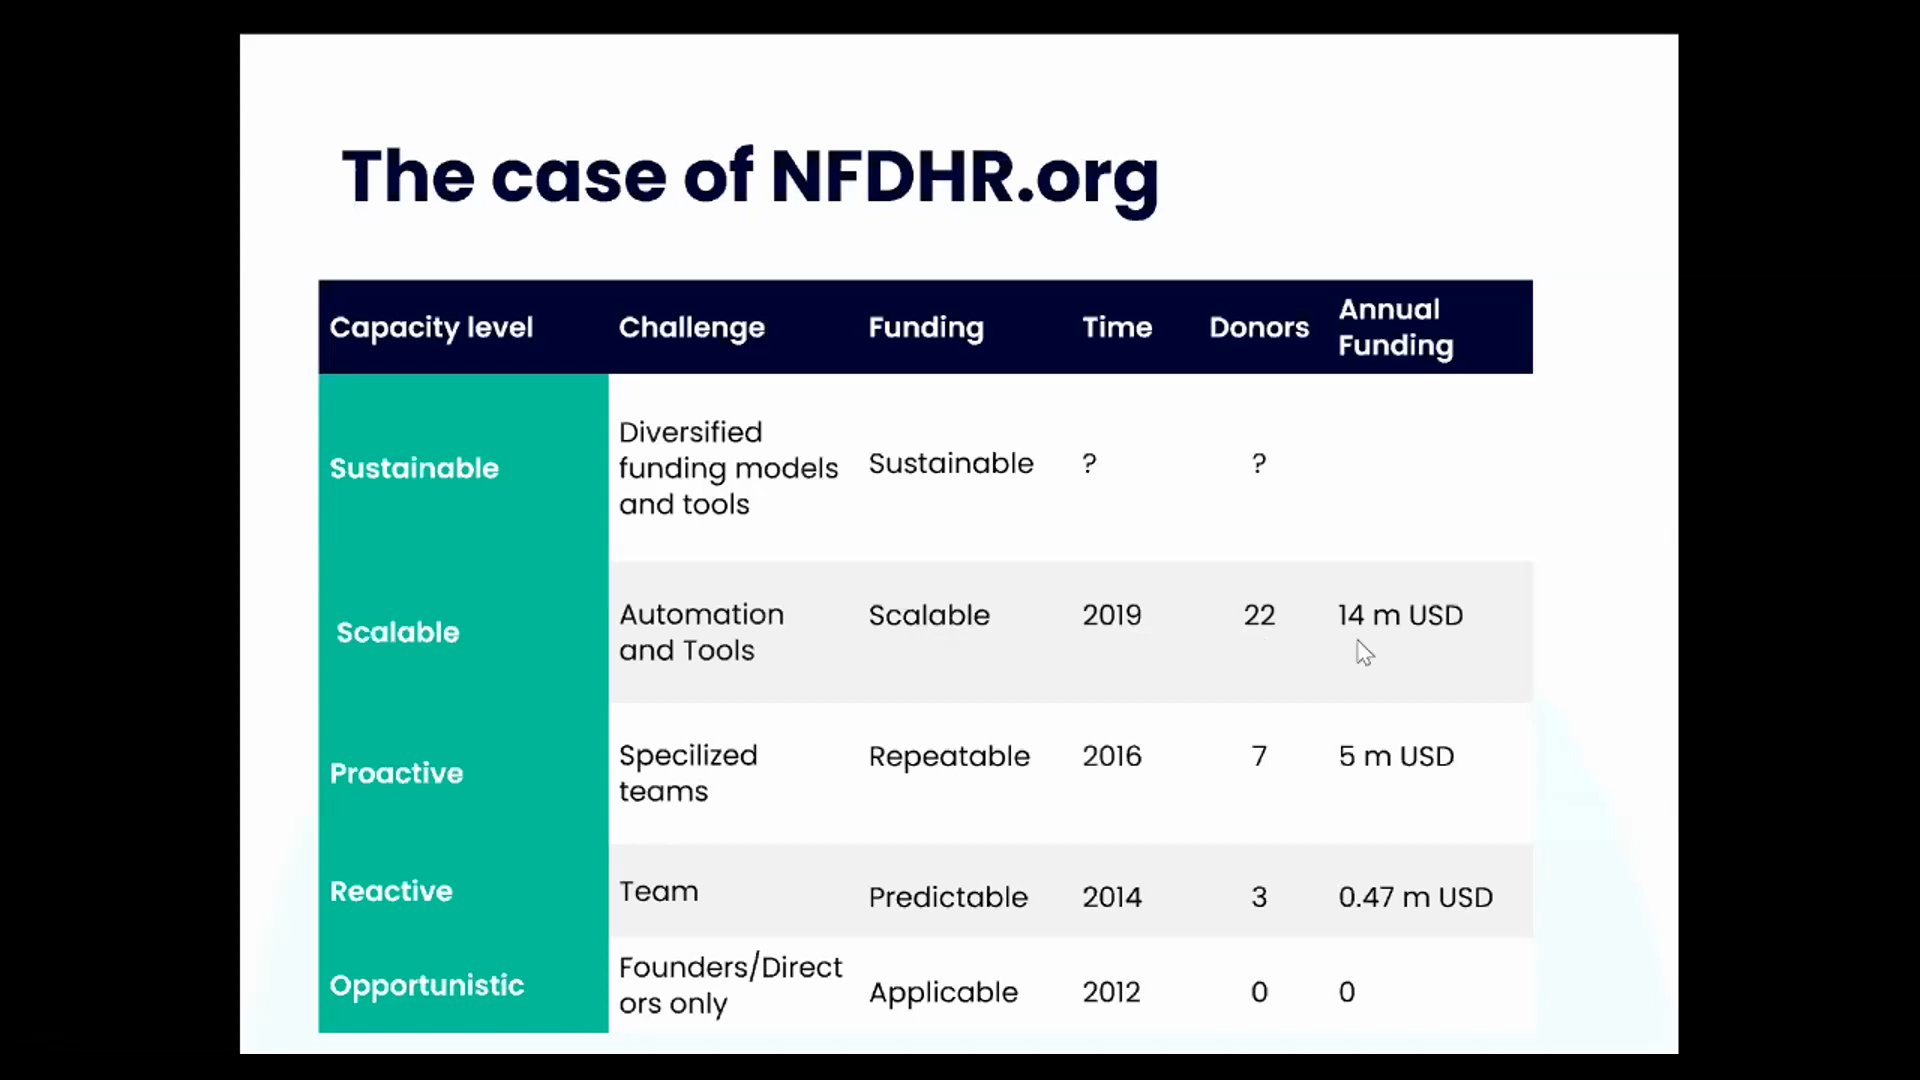 The case of NFDHR.org
Capacity level Challenge Funding Time Donors Annual Funding
Sustainable Diversified funding models and tools Sustainable ? ?
Scalable Automation and Tools Scalable 2019 22 14 m USD
Proactive Specilized teams Repeatable 2016 7 5 m USD
Reactive Team Predictable 2014 3 0.47 m USD
Opportunistic Founders/Directors only Applicable 2012 0 0